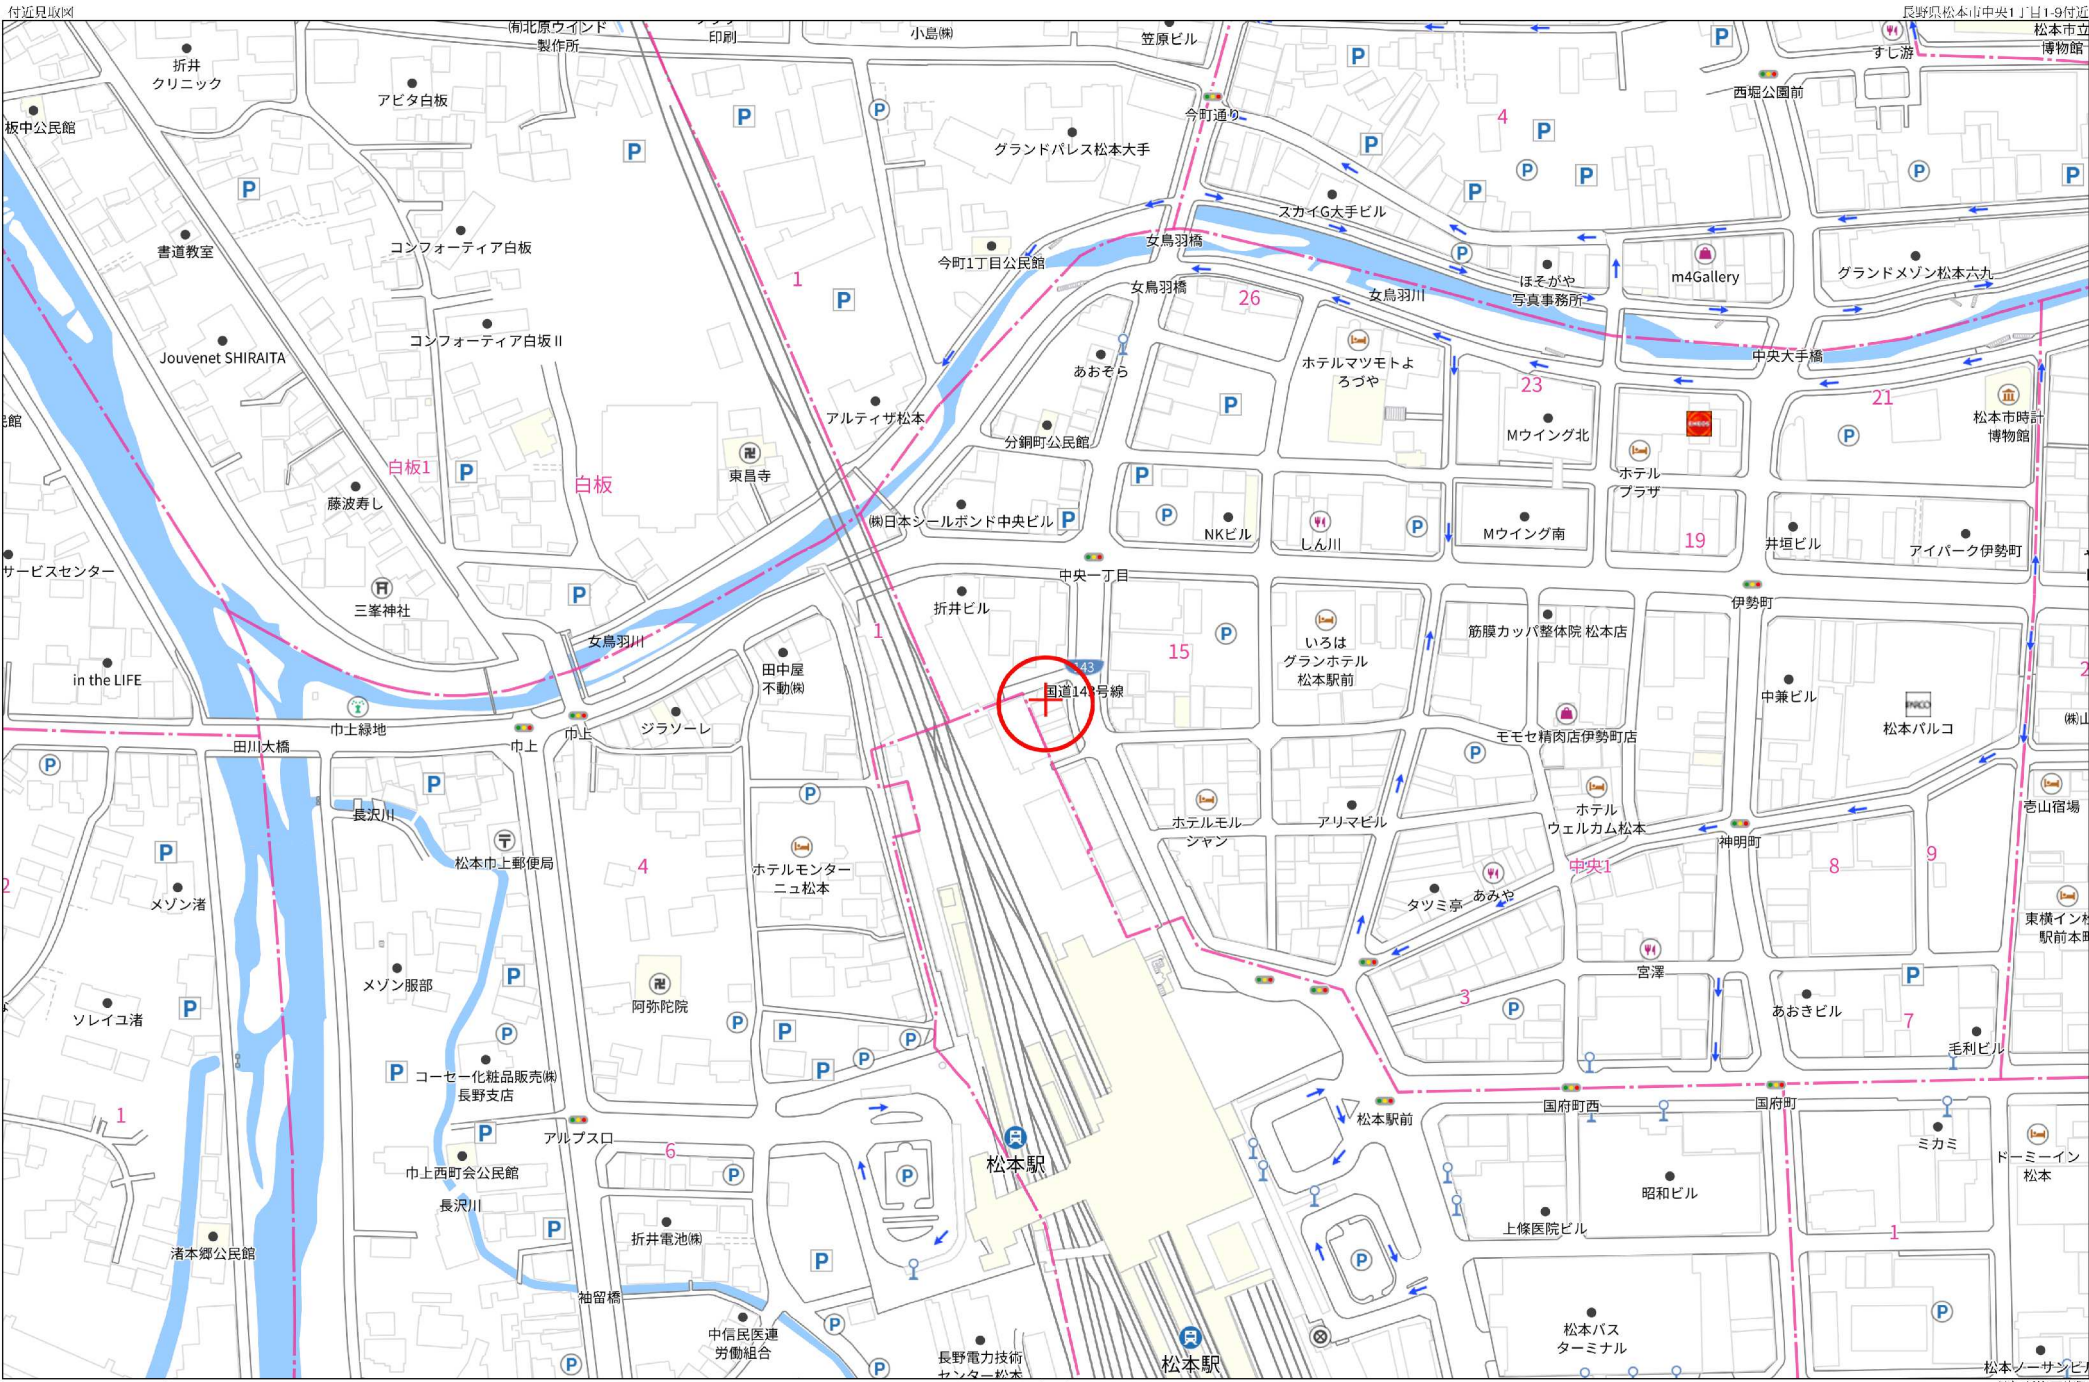 付近見取図
長野県松本市中央1丁目1-9付近
㈲北原ウインド
製作所
印刷
小島㈱
笠原ビル
すし游
松本市立
博物館
折井
クリニック
アピタ白板
板中公民館
P
P
P
P
P
P
今町通り
西堀公園前
4
P
P
P
P
P
P
P
P
グランドパレス松本大手
スカイG大手ビル
書道教室
コンフォーティア白板
今町1丁目公民館
女鳥羽橋
女鳥羽橋
P
ほそがや
写真事務所
m4Gallery
グランドメゾン松本六九
1
P
26
女鳥羽川
Jouvenet SHIRAITA
コンフォーティア白坂Ⅱ
あおぞら
ホテルマツモトよ
ろづや
中央大手橋
23
21
アルティザ松本
P
分銅町公民館
Mウイング北
ENEOS
ホテル
プラザ
P
松本市時計
博物館
白板1
P
白板
東昌寺
藤波寿し
㈱日本シールボンド中央ビル
P
P
P
NKビル
しん川
P
Mウイング南
19
井垣ビル
アイパーク伊勢町
サービスセンター
三峯神社
P
中央一丁目
折井ビル
伊勢町
女鳥羽川
1
15
P
いろは
グランホテル
松本駅前
筋膜カッパ整体院 松本店
in the LIFE
田中屋
不動㈱
143
国道143号線
中兼ビル
PARCO
松本パルコ
巾上緑地
巾上
巾上
ジラソーレ
モモセ精肉店伊勢町店
田川大橋
P
P
P
P
長沢川
ホテルモル
シャン
アリマビル
ホテル
ウェルカム松本
壱山宿場
P
松本巾上郵便局
4
ホテルモンター
ニュ松本
神明町
中央1
8
9
メゾン渚
タツミ亭
あみや
東横イン松
駅前本町
メゾン服部
P
阿弥陀院
宮澤
3
P
P
ソレイユ渚
P
P
P
P
P
P
P
あおきビル
7
毛利ビル
P
コーセー化粧品販売㈱
長野支店
1
P
アルプスロ
6
P
P
松本駅
松本駅前
国府町西
国府町
ミカミ
ドーミーイン
松本
巾上西町会公民館
長沢川
P
折井電池㈱
P
P
昭和ビル
上條医院ビル
1
渚本郷公民館
袖留橋
中信民医連
労働組合
P
P
P
長野電力技術
センター松本
松本駅
松本バス
ターミナル
P
松本ノーサンビル